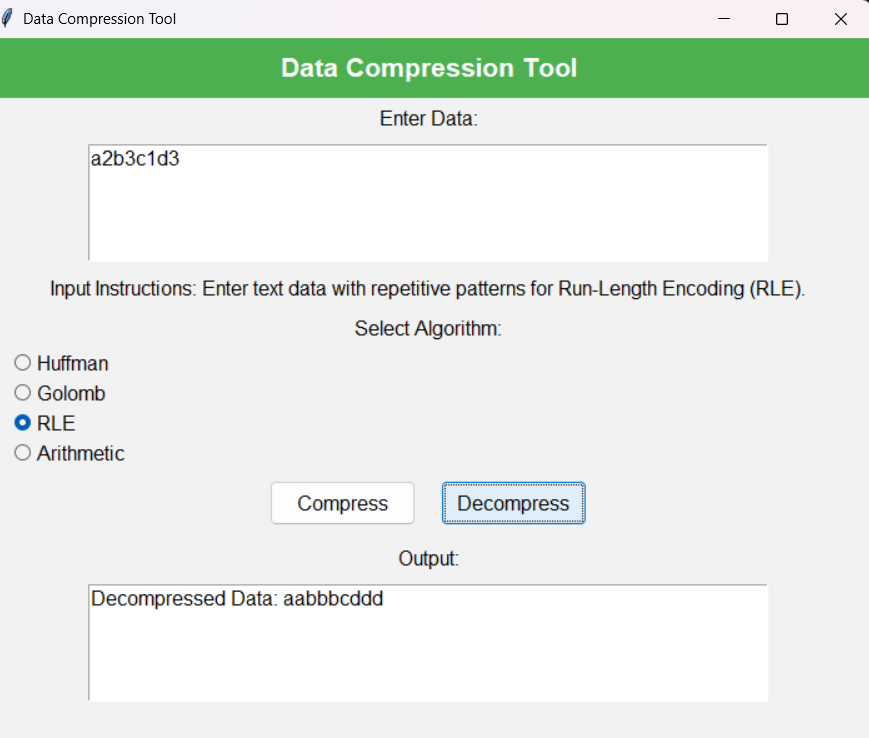 Data Compression Tool
Data Compression Tool
Enter Data:
a2b3c1d3
Input Instructions: Enter text data with repetitive patterns for Run-Length Encoding (RLE).
Select Algorithm:
Huffman
Golomb
RLE
Arithmetic
Compress Decompress
Output:
Decompressed Data: aabbbcddd